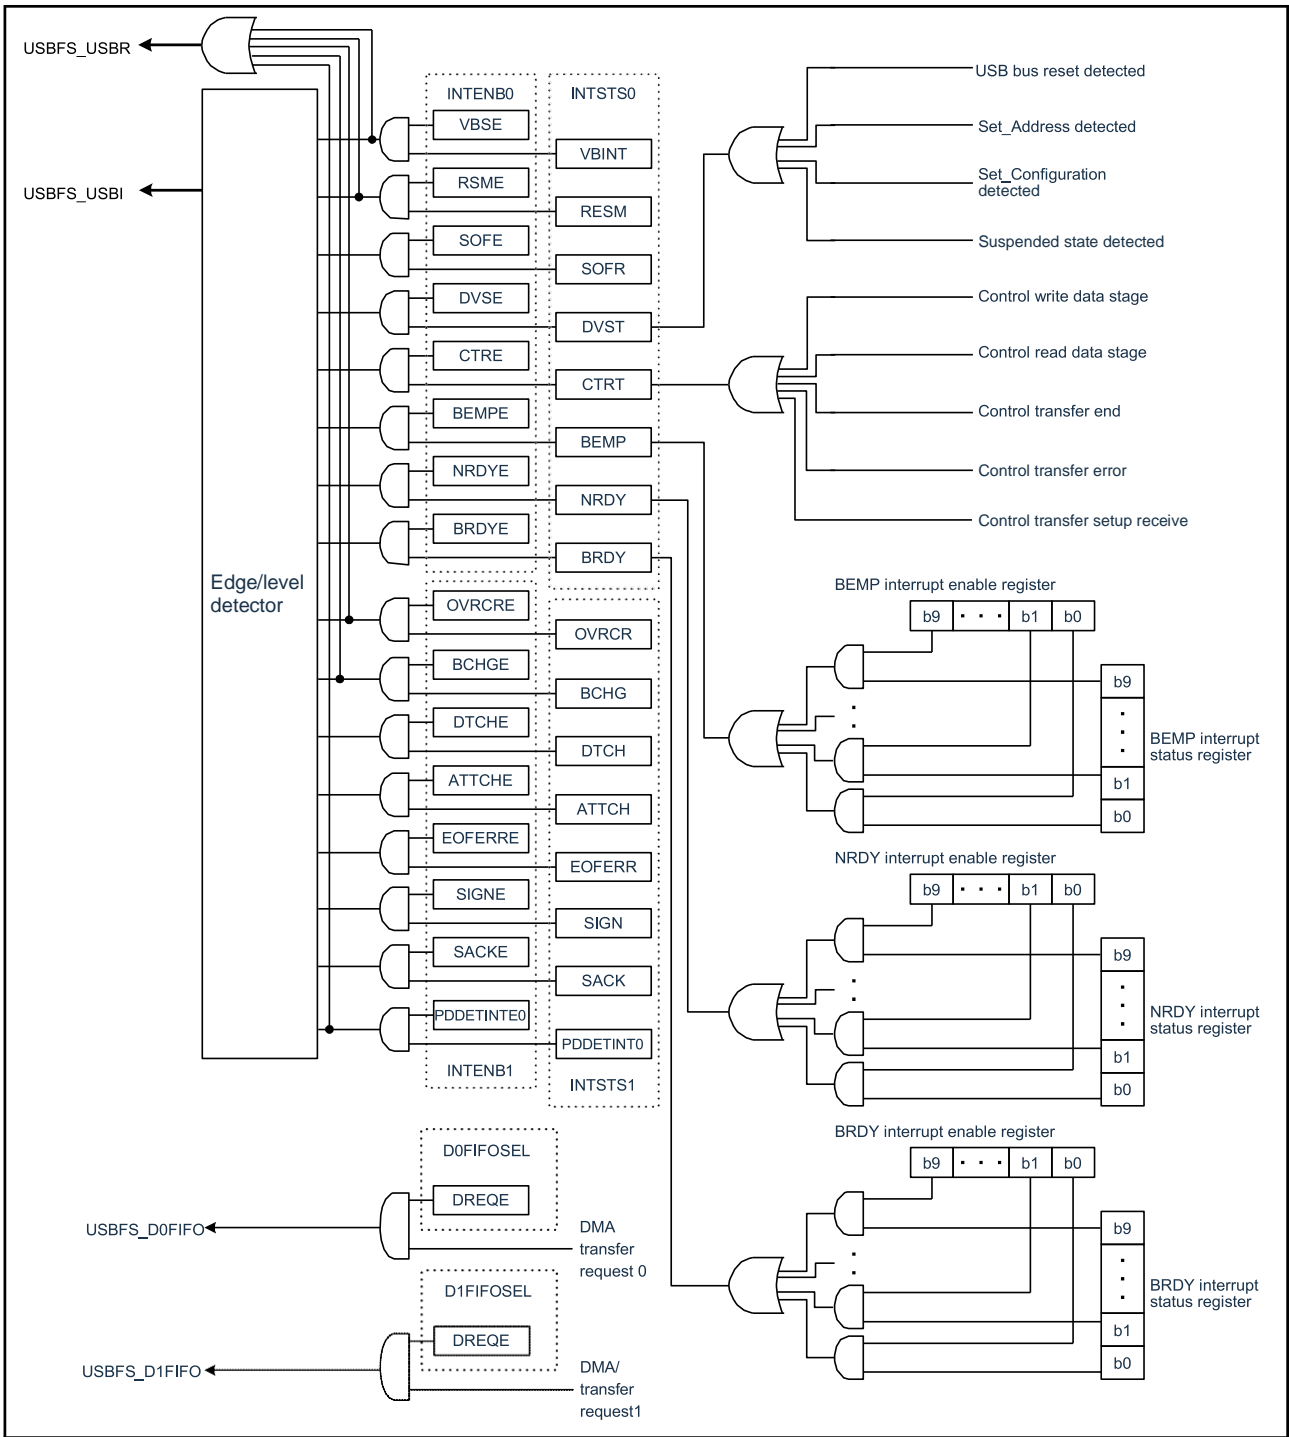 USBFS_USBR
USBFS_USBI
Edge/level
detector
INTENB0
VBSE
RSME
SOFE
DVSE
CTRE
BEMPE
NRDYE
BRDYE
INTSTS0
VBINT
RESM
SOFR
DVST
CTRT
BEMP
NRDY
BRDY
OVRCRE
BCHGE
DTCHE
ATTCHE
EOFERRE
SIGNE
SACKE
PDDETINTE0
INTENB1
OVRCR
BCHG
DTCH
ATTCH
EOFERR
SIGN
SACK
PDDETINT0
INTSTS1
USB bus reset detected
Set_Address detected
Set_Configuration
detected
Suspended state detected
Control write data stage
Control read data stage
Control transfer end
Control transfer error
Control transfer setup receive
BEMP interrupt enable register
b9 · · · b1 b0
b9
·
·
·
b1
b0
BEMP interrupt
status register
NRDY interrupt enable register
b9 · · · b1 b0
b9
·
·
·
b1
b0
NRDY interrupt
status register
BRDY interrupt enable register
b9 · · · b1 b0
b9
·
·
·
b1
b0
BRDY interrupt
status register
D0FIFOSEL
DREQE
USBFS_D0FIFO
DMA
transfer
request 0
D1FIFOSEL
DREQE
USBFS_D1FIFO
DMA/
transfer
request1